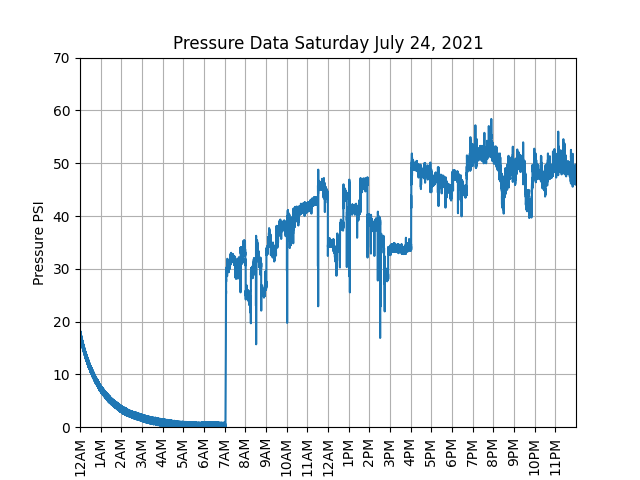 Pressure Data Saturday July 24, 2021
Pressure PSI
70
60
50
40
30
20
10
0
12AM
1AM
2AM
3AM
4AM
5AM
6AM
7AM
8AM
9AM
10AM
11AM
12AM
1PM
2PM
3PM
4PM
5PM
6PM
7PM
8PM
9PM
10PM
11PM